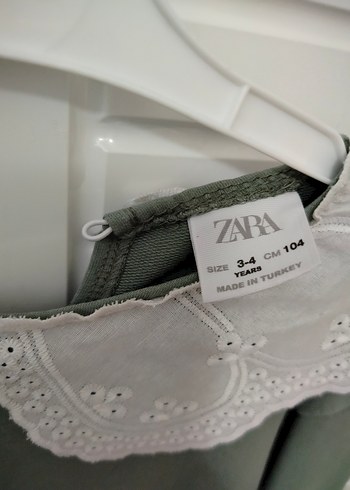 ZARA
SIZE 3-4 YEARS CM 104
MADE IN TURKEY